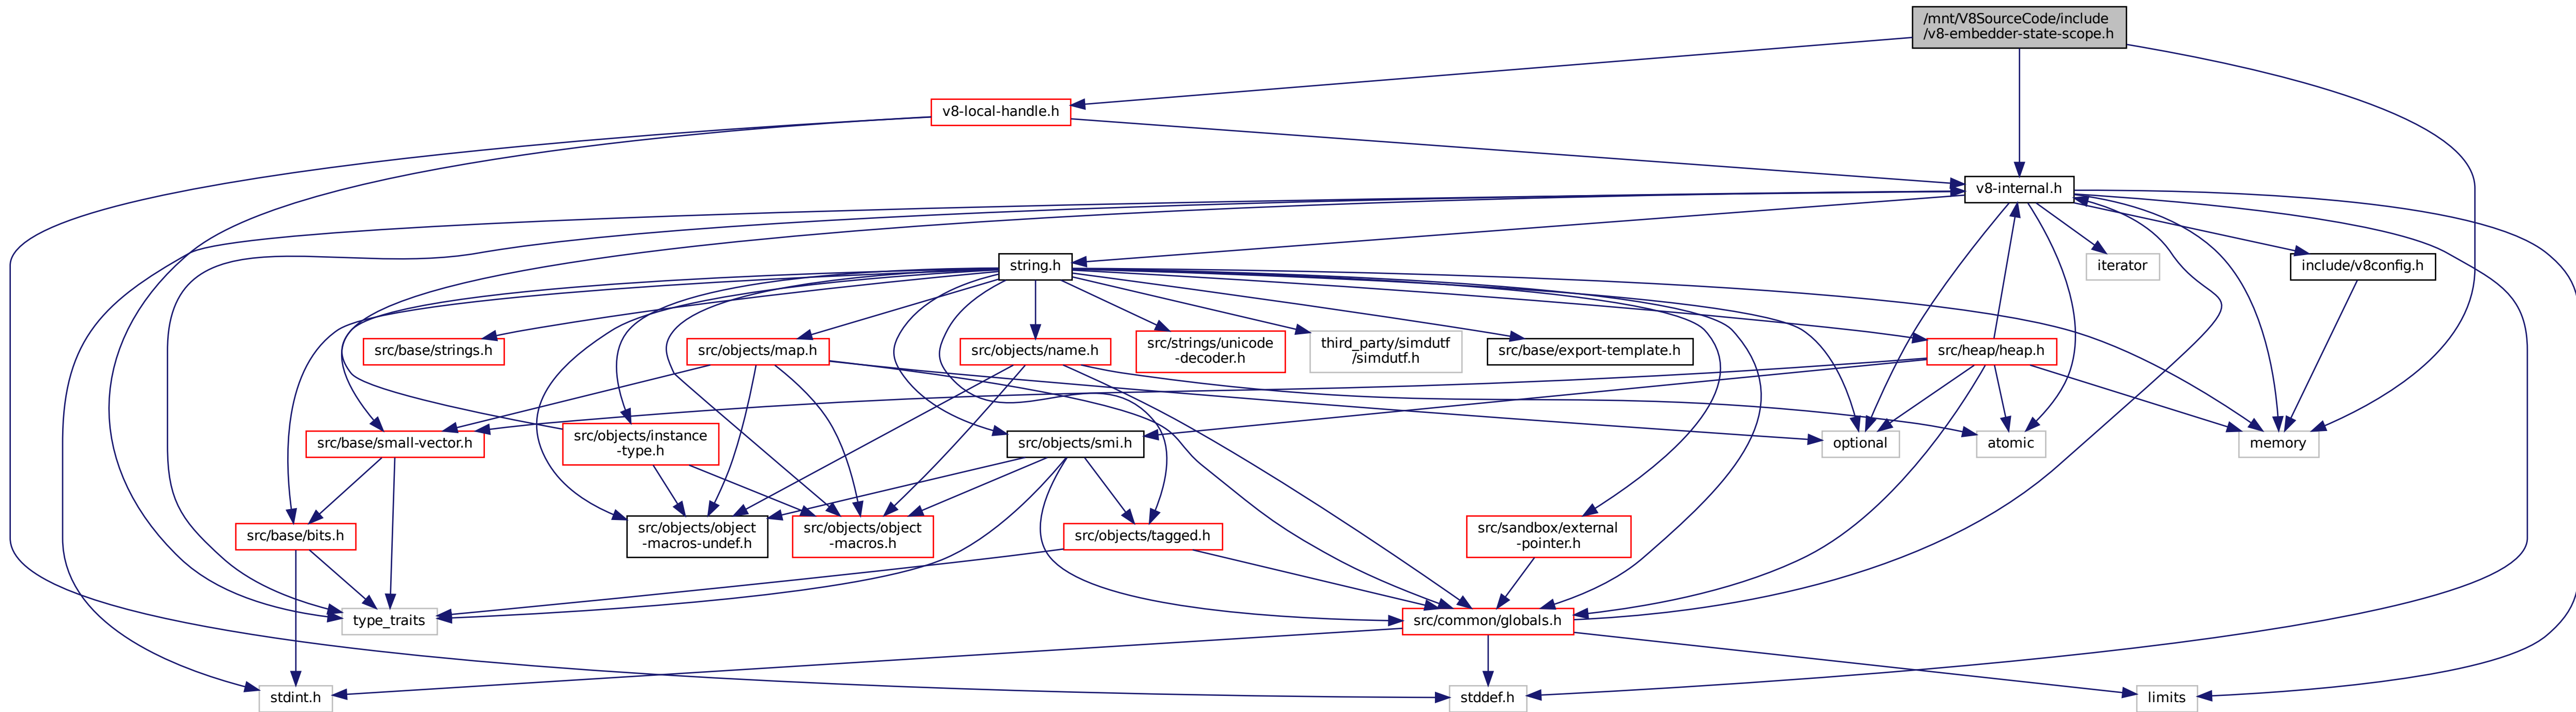 /mnt/V8SourceCode/include
/v8-embedder-state-scope.h
v8-local-handle.h
v8-internal.h
string.h
iterator
include/v8config.h
src/base/strings.h
src/objects/map.h
src/objects/name.h
src/strings/unicode
-decoder.h
third_party/simdutf
/simdutf.h
src/base/export-template.h
src/heap/heap.h
src/base/small-vector.h
src/objects/instance
-type.h
src/objects/smi.h
optional
atomic
memory
src/base/bits.h
src/objects/object
-macros-undef.h
src/objects/object
-macros.h
src/objects/tagged.h
src/sandbox/external
-pointer.h
type_traits
src/common/globals.h
stdint.h
stddef.h
limits